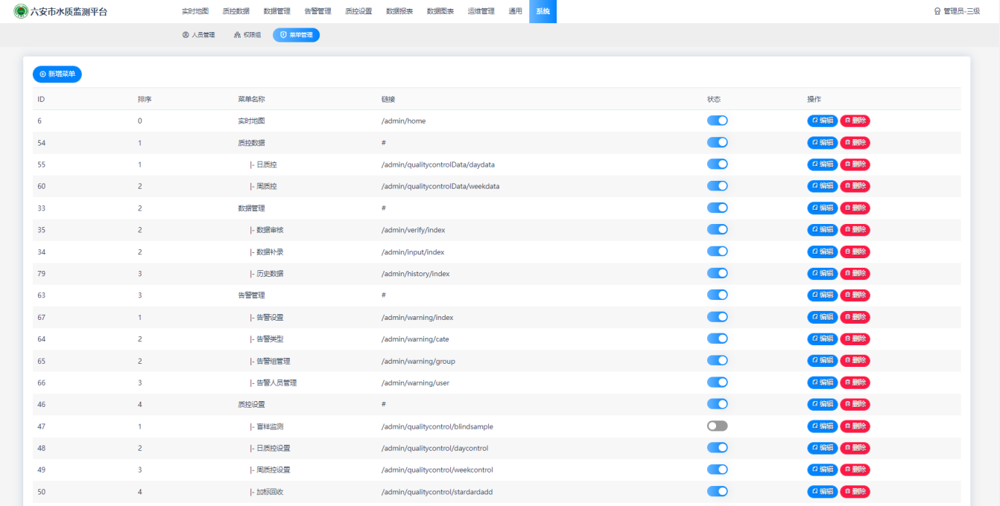 六安市水质监测平台 实时地图 质控数据 数据管理 告警管理 质控设置 数据报表 数据图表 运维管理 通用 系统 管理员-三级
人员管理 权限组 菜单管理
新增菜单
ID 排序 菜单名称 链接 状态 操作
6 0 实时地图 /admin/home 编辑 删除
54 1 质控数据 # 编辑 删除
55 1 |- 日质控 /admin/qualitycontrolData/daydata 编辑 删除
60 2 |- 周质控 /admin/qualitycontrolData/weekdata 编辑 删除
33 2 数据管理 # 编辑 删除
35 2 |- 数据审核 /admin/verify/index 编辑 删除
34 2 |- 数据补录 /admin/input/index 编辑 删除
79 3 |- 历史数据 /admin/history/index 编辑 删除
63 3 告警管理 # 编辑 删除
67 1 |- 告警设置 /admin/warning/index 编辑 删除
64 2 |- 告警类型 /admin/warning/cate 编辑 删除
65 2 |- 告警组管理 /admin/warning/group 编辑 删除
66 3 |- 告警人员管理 /admin/warning/user 编辑 删除
46 4 质控设置 # 编辑 删除
47 1 |- 盲样监测 /admin/qualitycontrol/blindsample 编辑 删除
48 2 |- 日质控设置 /admin/qualitycontrol/daycontrol 编辑 删除
49 3 |- 周质控设置 /admin/qualitycontrol/weekcontrol 编辑 删除
50 4 |- 加标回收 /admin/qualitycontrol/stardardadd 编辑 删除